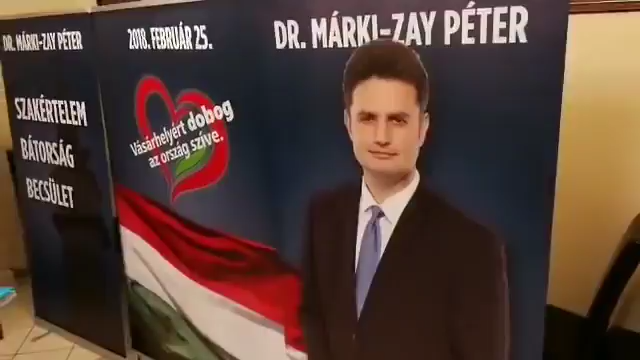 DR. MÁRKI-ZAY PÉTER
SZAKÉRTELEM
BÁTORSÁG
BECSÜLET
2018. FEBRUÁR 25.
Vásárhelyért dobog
az ország szíve.
DR. MÁRKI-ZAY PÉTER